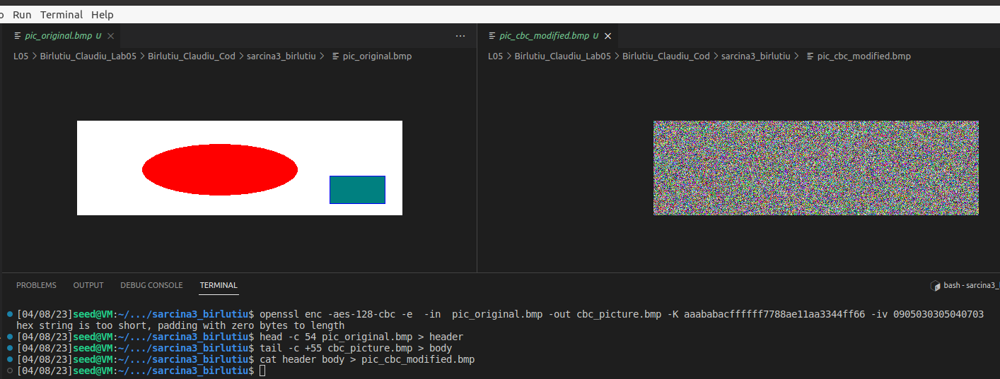 o Run Terminal Help
pic_original.bmp U ×
L05 > Birlutiu_Claudiu_Lab05 > Birlutiu_Claudiu_Cod > sarcina3_birlutiu > pic_original.bmp
pic_cbc_modified.bmp U ×
L05 > Birlutiu_Claudiu_Lab05 > Birlutiu_Claudiu_Cod > sarcina3_birlutiu > pic_cbc_modified.bmp
PROBLEMS OUTPUT DEBUG CONSOLE TERMINAL
bash - sarcina3_
[04/08/23]seed@VM:~/.../sarcina3_birlutiu$ openssl enc -aes-128-cbc -e  -in  pic_original.bmp -out cbc_picture.bmp -K aaababacffffff7788ae11aa3344ff66 -iv 0905030305040703
hex string is too short, padding with zero bytes to length
[04/08/23]seed@VM:~/.../sarcina3_birlutiu$ head -c 54 pic_original.bmp > header
[04/08/23]seed@VM:~/.../sarcina3_birlutiu$ tail -c +55 cbc_picture.bmp > body
[04/08/23]seed@VM:~/.../sarcina3_birlutiu$ cat header body > pic_cbc_modified.bmp
[04/08/23]seed@VM:~/.../sarcina3_birlutiu$